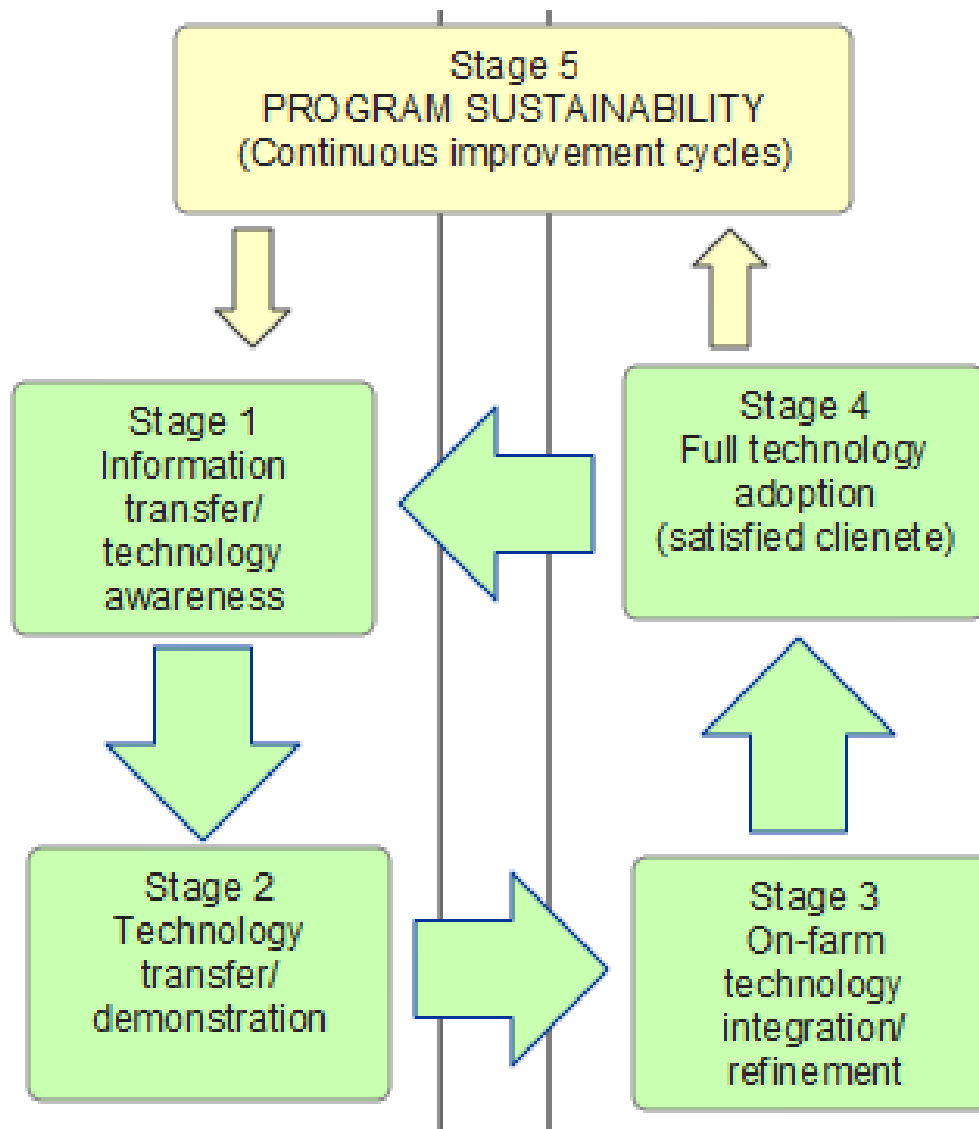 Stage 5
PROGRAM SUSTAINABILITY
(Continuous improvement cycles)
Stage 1
Information
transfer/
technology
awareness
Stage 4
Full technology
adoption
(satisfied clienete)
Stage 2
Technology
transfer/
demonstration
Stage 3
On-farm
technology
integration/
refinement